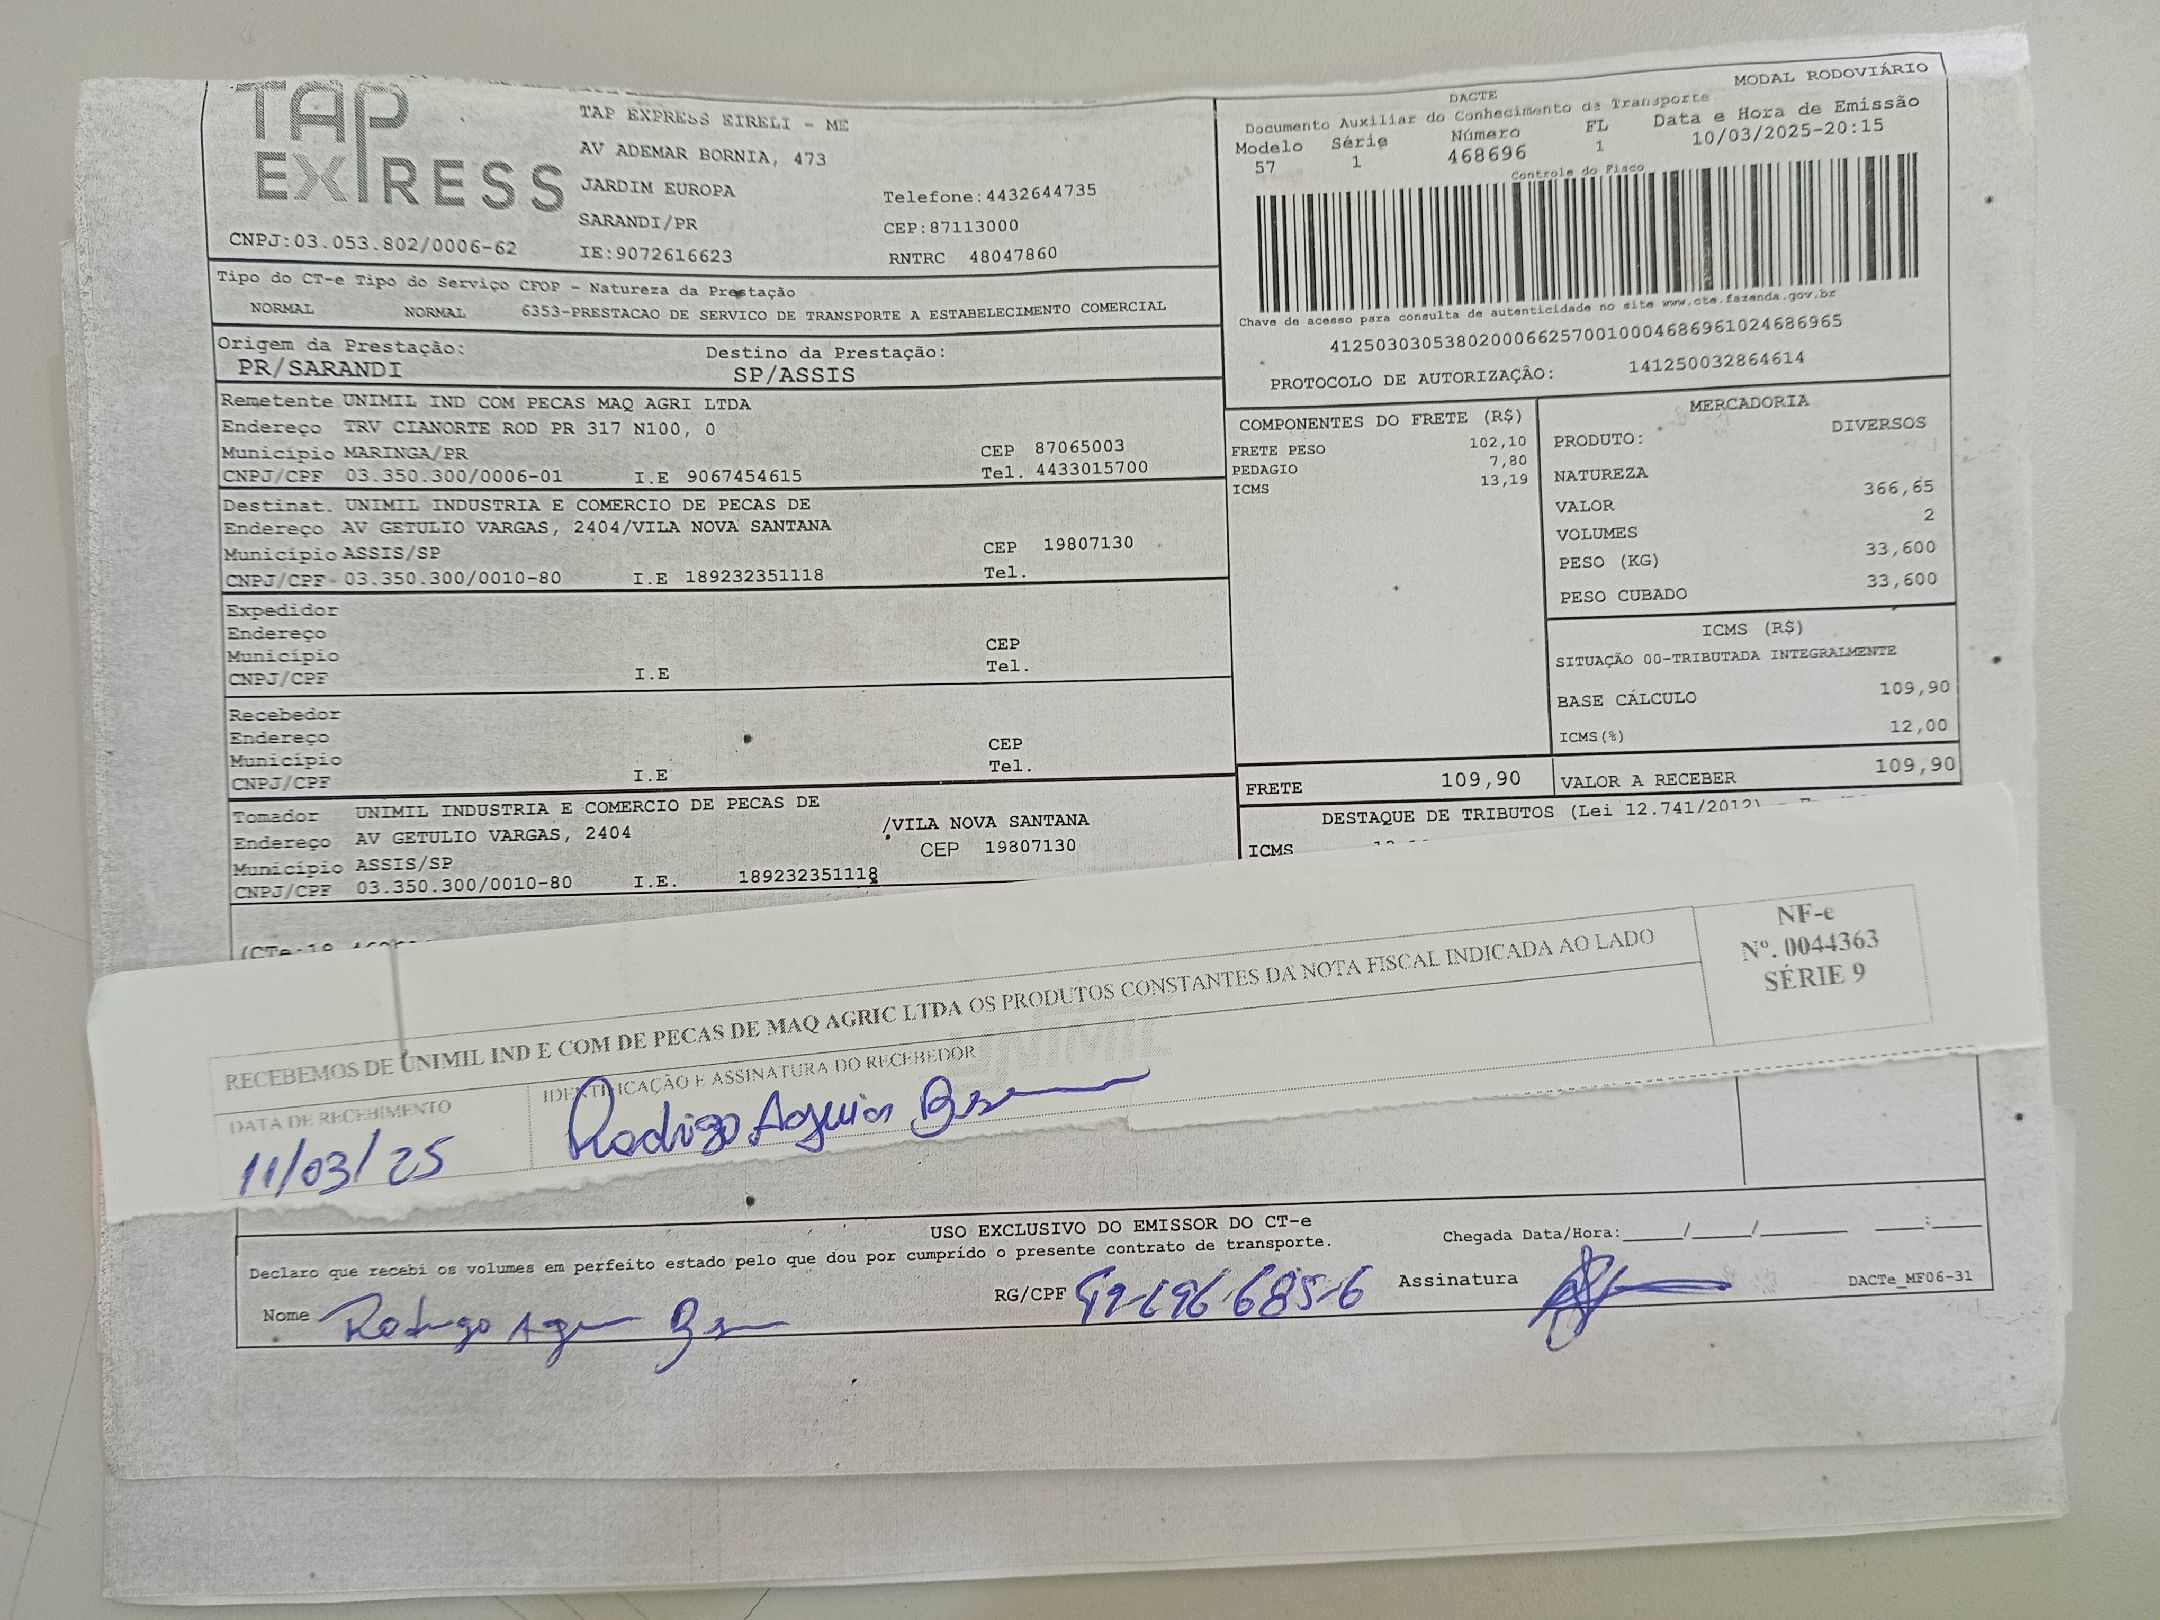 TAP EXPRESS
TAP EXPRESS EIRELI - ME
AV ADEMAR BORNIA, 473
JARDIM EUROPA
Telefone:4432644735
SARANDI/PR
CEP:87113000
CNPJ:03.053.802/0006-62
IE:9072616623
RNTRC 48047860
MODAL RODOVIÁRIO
DACTE
Documento Auxiliar do Conhecimento de Transporte
Modelo Série Número FL Data e Hora de Emissão
57 1 468696 1 10/03/2025-20:15
Controle do Fisco
Chave de acesso para consulta de autenticidade no site www.cte.fazenda.gov.br
41250303053802000662570010004686961024686965
PROTOCOLO DE AUTORIZAÇÃO: 141250032864614
Tipo do CT-e Tipo do Serviço CFOP - Natureza da Prestação
NORMAL NORMAL 6353-PRESTACAO DE SERVICO DE TRANSPORTE A ESTABELECIMENTO COMERCIAL
Origem da Prestação: Destino da Prestação:
PR/SARANDI SP/ASSIS
Remetente UNIMIL IND COM PECAS MAQ AGRI LTDA
Endereço TRV CIANORTE ROD PR 317 N100, 0
Município MARINGA/PR CEP 87065003
CNPJ/CPF 03.350.300/0006-01 I.E 9067454615 Tel. 4433015700
Destinat. UNIMIL INDUSTRIA E COMERCIO DE PECAS DE
Endereço AV GETULIO VARGAS, 2404/VILA NOVA SANTANA
Município ASSIS/SP CEP 19807130
CNPJ/CPF 03.350.300/0010-80 I.E 189232351118 Tel.
Expedidor
Endereço
Município CEP
CNPJ/CPF I.E Tel.
Recebedor
Endereço
Município CEP
CNPJ/CPF I.E Tel.
Tomador UNIMIL INDUSTRIA E COMERCIO DE PECAS DE
Endereço AV GETULIO VARGAS, 2404 /VILA NOVA SANTANA
Município ASSIS/SP CEP 19807130
CNPJ/CPF 03.350.300/0010-80 I.E. 189232351118
COMPONENTES DO FRETE (R$)
FRETE PESO 102,10
PEDAGIO 7,80
ICMS 13,19
MERCADORIA
PRODUTO: DIVERSOS
NATUREZA
VALOR 366,65
VOLUMES 2
PESO (KG) 33,600
PESO CUBADO 33,600
ICMS (R$)
SITUAÇÃO 00-TRIBUTADA INTEGRALMENTE
BASE CÁLCULO 109,90
ICMS(%) 12,00
FRETE 109,90 VALOR A RECEBER 109,90
DESTAQUE DE TRIBUTOS (Lei 12.741/2012)
ICMS
RECEBEMOS DE UNIMIL IND E COM DE PECAS DE MAQ AGRIC LTDA OS PRODUTOS CONSTANTES DA NOTA FISCAL INDICADA AO LADO
NF-e
Nº. 0044363
SÉRIE 9
DATA DE RECEBIMENTO
11/03/25
IDENTIFICAÇÃO E ASSINATURA DO RECEBEDOR
Rodrigo Aguiar
USO EXCLUSIVO DO EMISSOR DO CT-e
Declaro que recebi os volumes em perfeito estado pelo que dou por cumprido o presente contrato de transporte.
Chegada Data/Hora:_____/_____/_______ ____:____
Nome Rodrigo RG/CPF Assinatura
DACTe_MF06-31